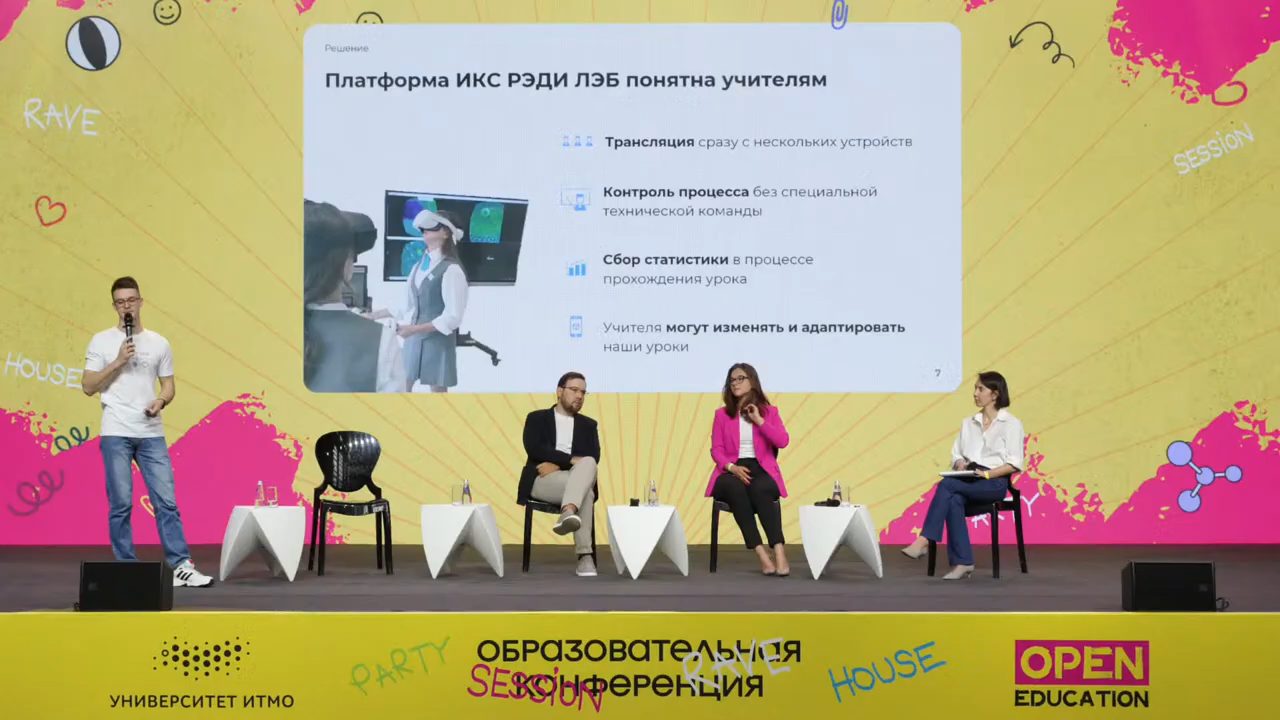 RAVE
SESSION
HOUSE
Решение
Платформа ИКС РЭДИ ЛЭБ понятна учителям
Трансляция сразу с нескольких устройств
Контроль процесса без специальной
технической команды
Сбор статистики в процессе
прохождения урока
Учителя могут изменять и адаптировать
наши уроки
7
УНИВЕРСИТЕТ ИТМО
PARTY
ОБРАЗОВАТЕЛЬНАЯ
КОНФЕРЕНЦИЯ
SESSION
RAVE
HOUSE
OPEN
EDUCATION